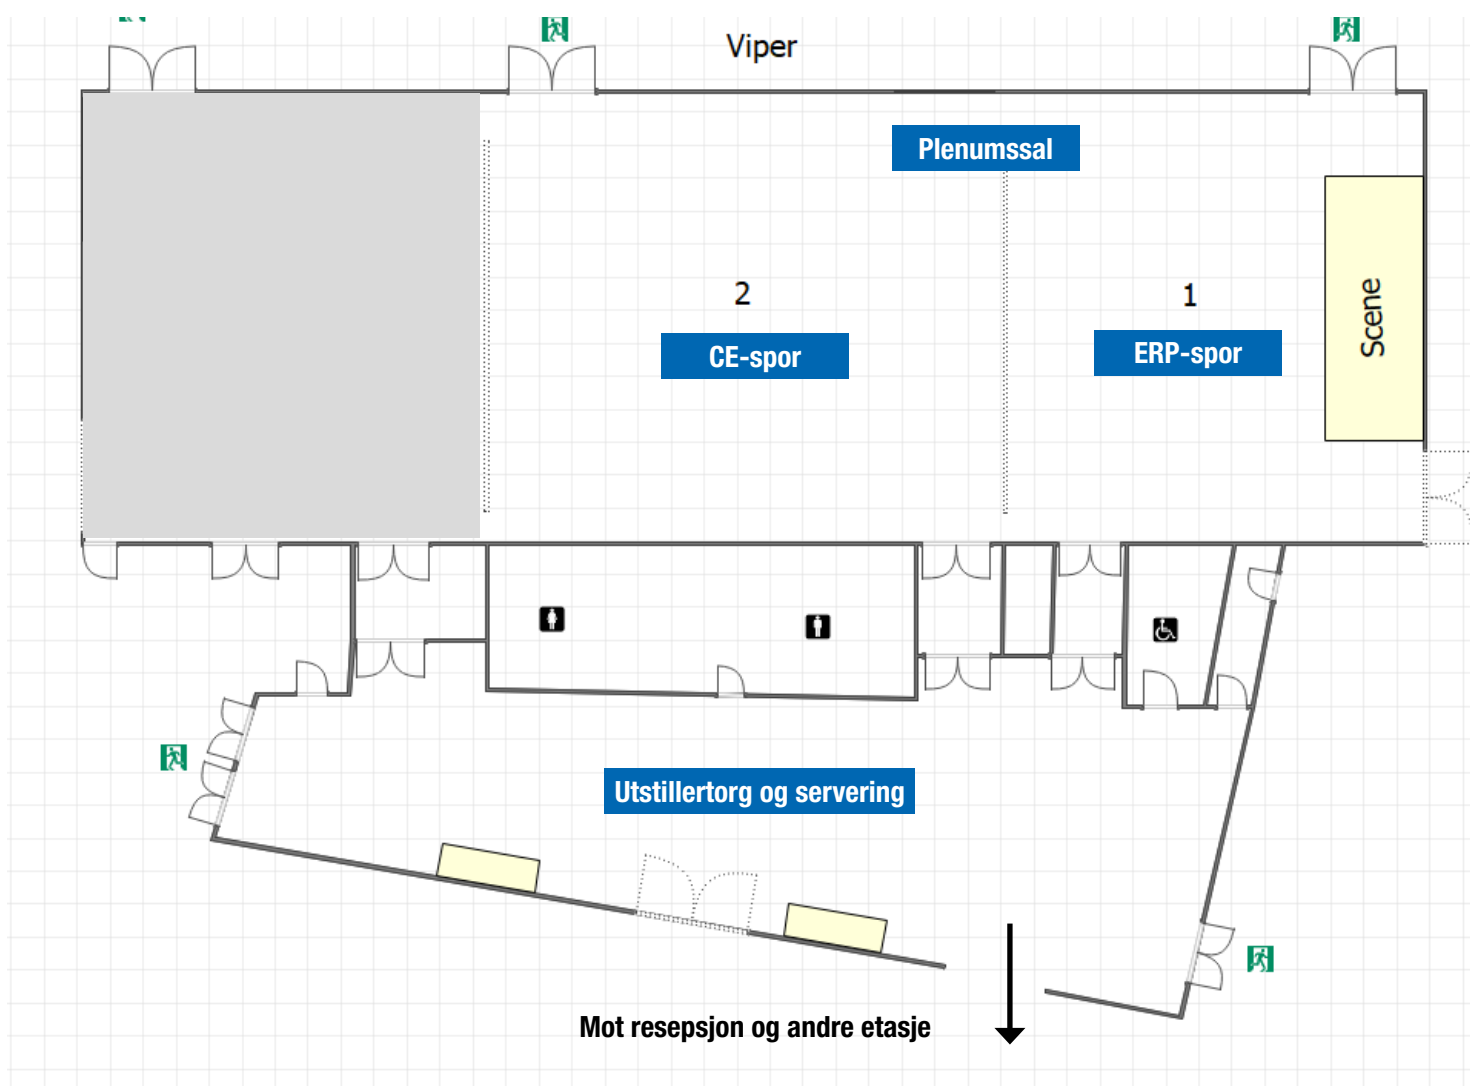 Viper
Plenumssal
2
1
CE-spor
ERP-spor
Scene
Utstillertorg og servering
Mot resepsjon og andre etasje